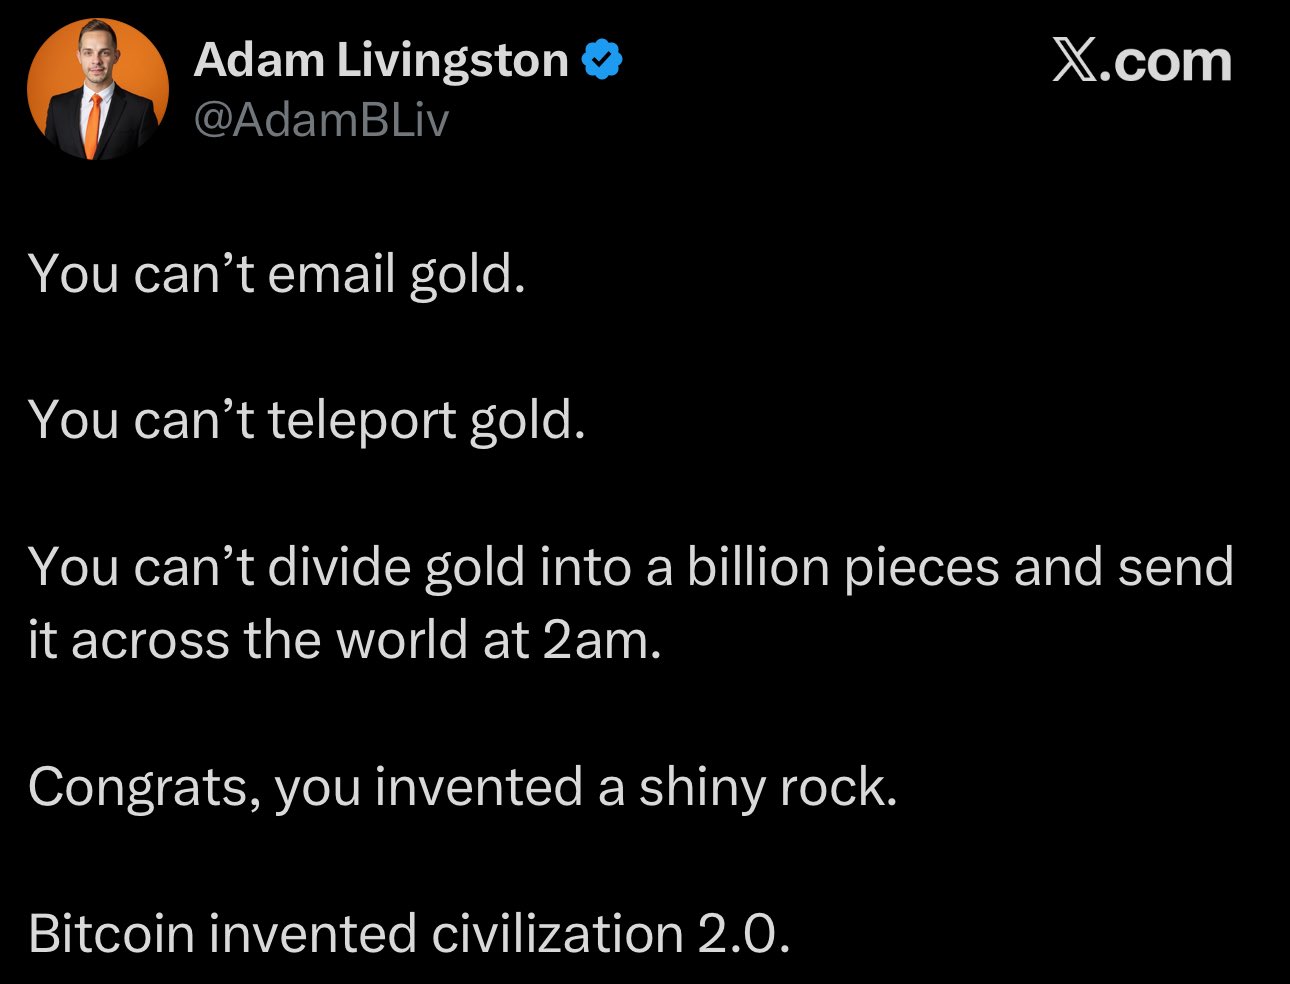 Adam Livingston
X.com
@AdamBLiv
You can’t email gold.
You can’t teleport gold.
You can’t divide gold into a billion pieces and send
it across the world at 2am.
Congrats, you invented a shiny rock.
Bitcoin invented civilization 2.0.